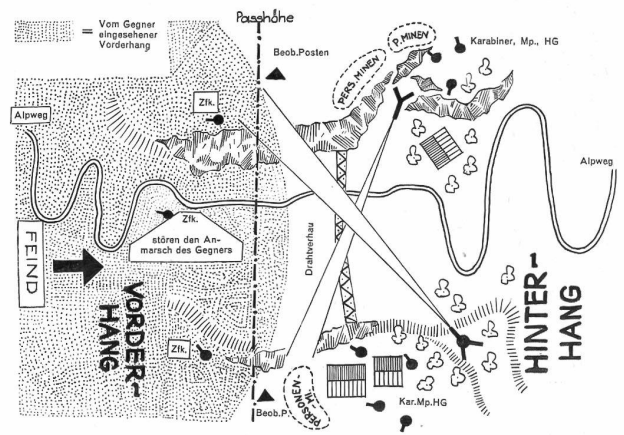 Vom Gegner
= eingesehener
Vorderhang
Passhöhe
Beob.Posten
PERS.MINEN
P.MINEN
Karabiner, Mp., HG
Zfk.
Alpweg
Alpweg
Zfk.
stören den An-
marsch des Gegners
Drahtverhau
FEIND
VORDER-
HANG
HINTER-
HANG
Zfk.
Beob.P.
PERSONEN-
MI.
Kar.Mp.HG